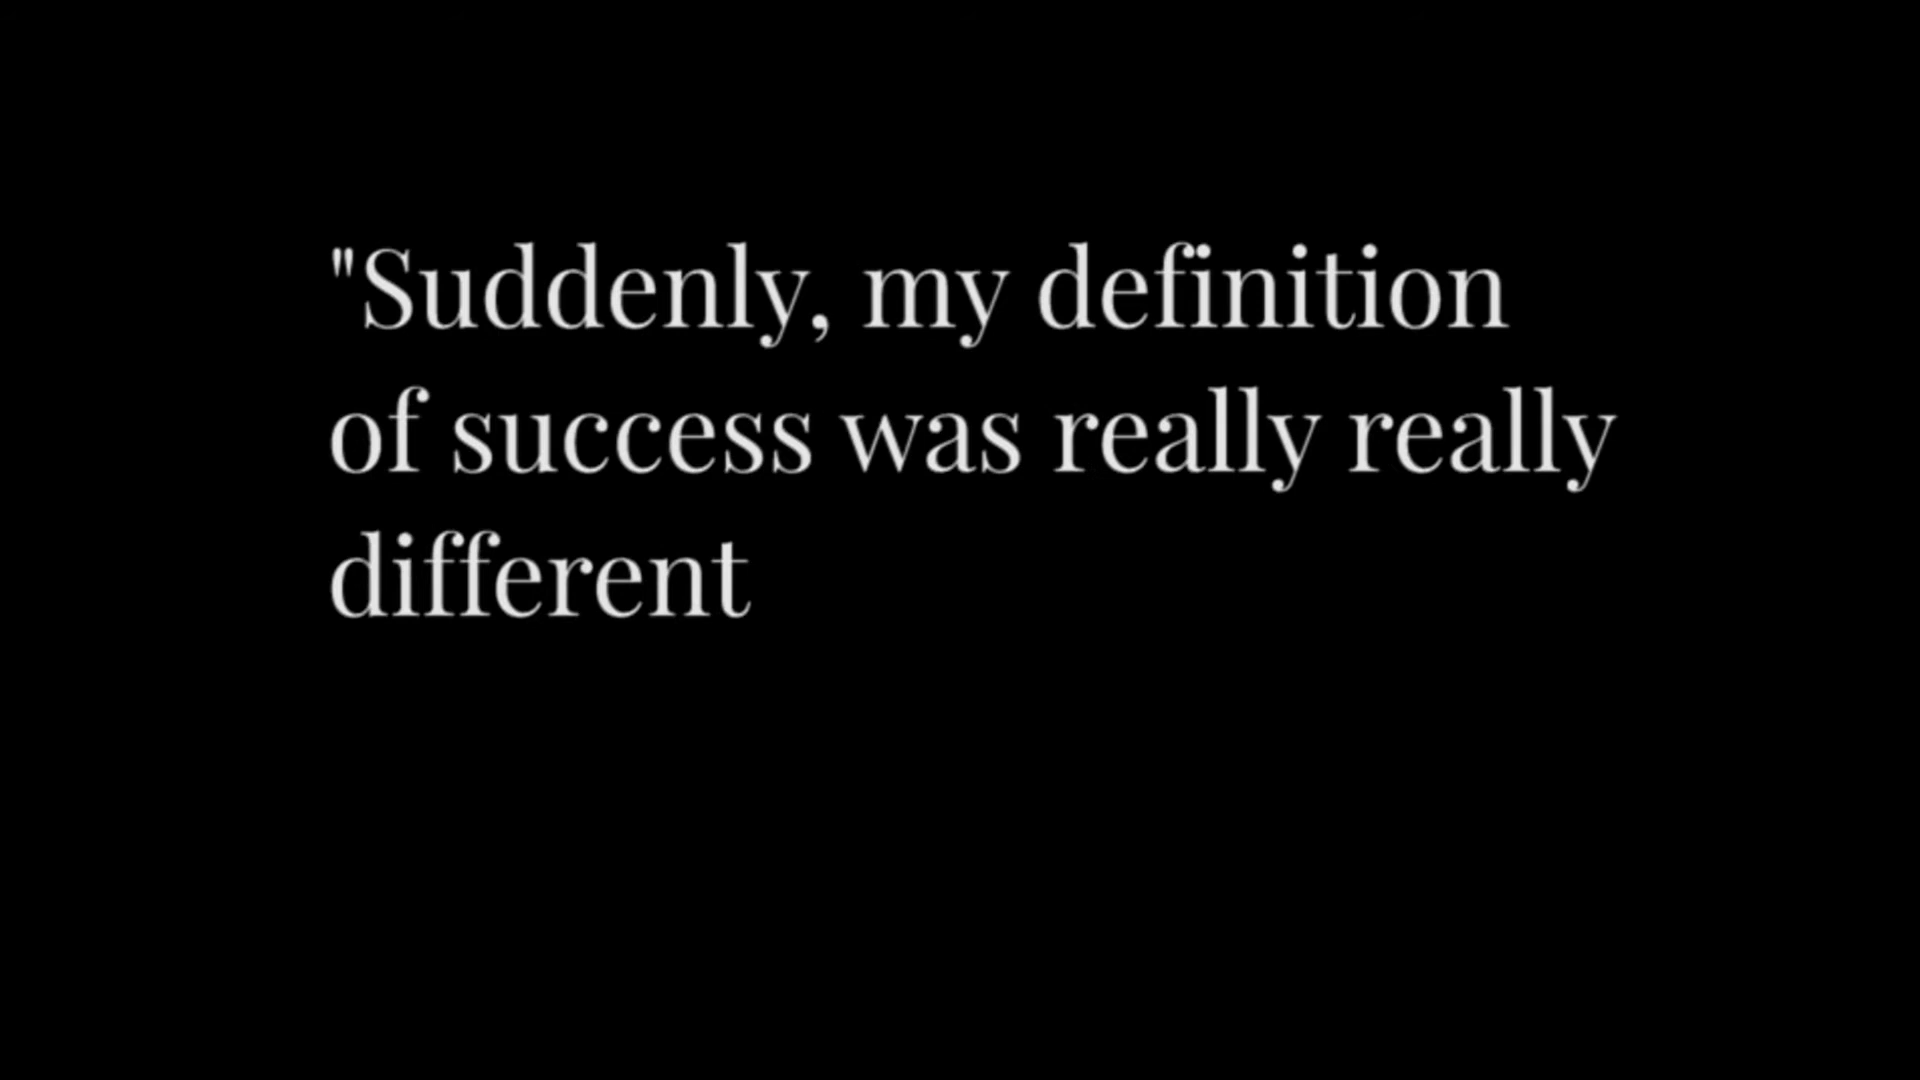 "Suddenly, my definition
of success was really really
different